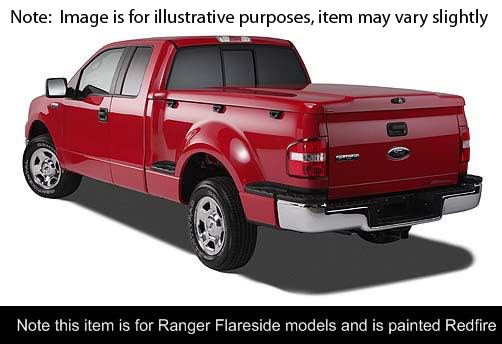 Note:  Image is for illustrative purposes, item may vary slightly
Note this item is for Ranger Flareside models and is painted Redfire